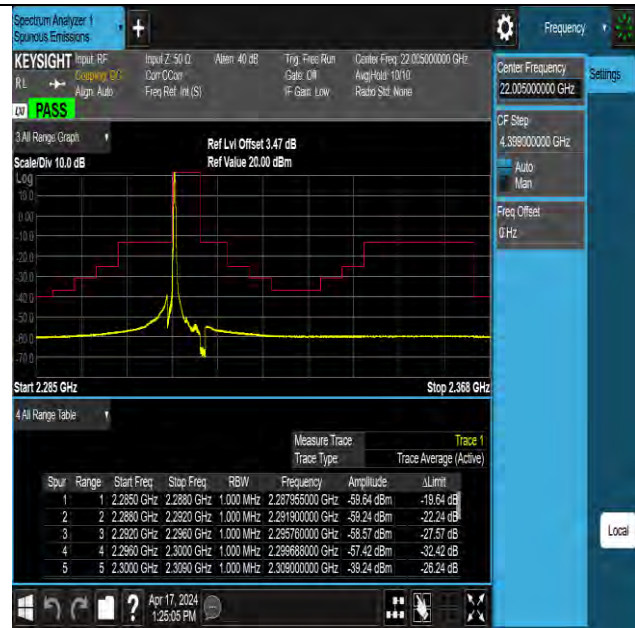 Spectrum Analyzer 1
Spurious Emissions
+
Frequency
KEYSIGHT Input: RF Input Z: 50 Ω Atten: 40 dB Trig: Free Run Center Freq: 22.005000000 GHz
RL Coupling: DC Corr CCorr Gate: Off Avg|Hold: 10/10
Align: Auto Freq Ref: Int (S) IF Gain: Low Radio Std: None
PASS
3 All Range Graph
Ref Lvl Offset 3.47 dB
Scale/Div 10.0 dB Ref Value 20.00 dBm
Log
10.0
0.00
-10.0
-20.0
-30.0
-40.0
-50.0
-60.0
-70.0
Start 2.285 GHz Stop 2.368 GHz
4 All Range Table
Measure Trace Trace 1
Trace Type Trace Average (Active)
Spur Range Start Freq Stop Freq RBW Frequency Amplitude ΔLimit
1 1 2.2850 GHz 2.2880 GHz 1.000 MHz 2.287955000 GHz -59.64 dBm -19.64 dB
2 2 2.2880 GHz 2.2920 GHz 1.000 MHz 2.291900000 GHz -59.24 dBm -22.24 dB
3 3 2.2920 GHz 2.2960 GHz 1.000 MHz 2.295760000 GHz -58.57 dBm -27.57 dB
4 4 2.2960 GHz 2.3000 GHz 1.000 MHz 2.299688000 GHz -57.42 dBm -32.42 dB
5 5 2.3000 GHz 2.3090 GHz 1.000 MHz 2.309000000 GHz -39.24 dBm -26.24 dB
Apr 17, 2024
1:25:05 PM
Center Frequency
22.005000000 GHz
Settings
CF Step
4.399000000 GHz
Auto
Man
Freq Offset
0 Hz
Local